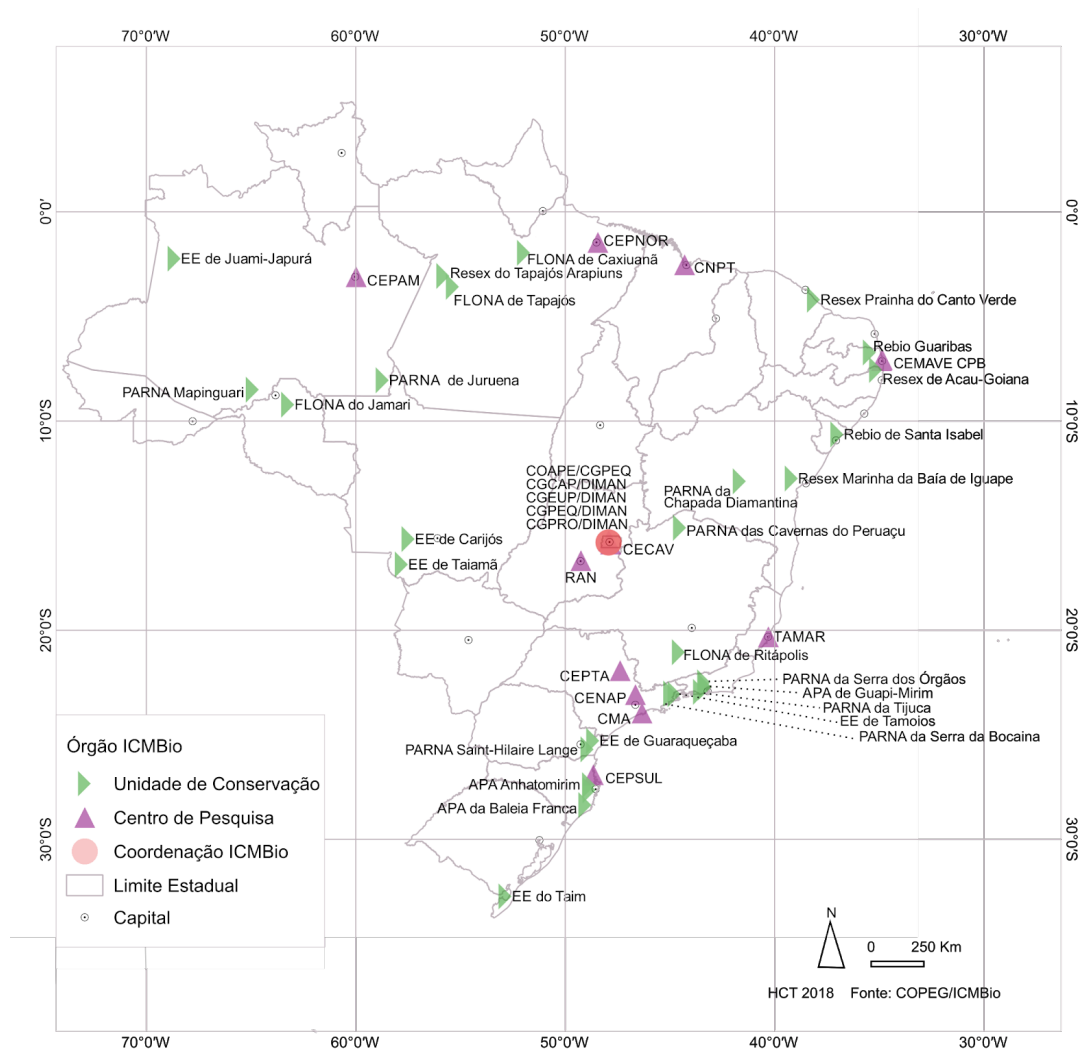 70°0'W 60°0'W 50°0'W 40°0'W 30°0'W
0°0' 0°0'
CEPNOR
EE de Juami-Japurá
FLONA de Caxiuanã
CNPT
Resex do Tapajós Arapiuns
CEPAM
FLONA de Tapajós
Resex Prainha do Canto Verde
Rebio Guaribas
CEMAVE CPB
Resex de Acau-Goiana
PARNA de Juruena
PARNA Mapinguari
FLONA do Jamari
10°0'S 10°0'S
Rebio de Santa Isabel
COAPE/CGPEQ
CGCAP/DIMAN
CGEUP/DIMAN
CGPEQ/DIMAN
CGPRO/DIMAN
Resex Marinha da Baía de Iguape
PARNA da
Chapada Diamantina
PARNA das Cavernas do Peruaçu
EE de Carijós
CECAV
EE de Taiamã
RAN
20°0'S 20°0'S
TAMAR
FLONA de Ritápolis
CEPTA
PARNA da Serra dos Órgãos
APA de Guapi-Mirim
CENAP
PARNA da Tijuca
CMA
EE de Tamoios
PARNA da Serra da Bocaina
EE de Guaraqueçaba
PARNA Saint-Hilaire Lange
CEPSUL
APA Anhatomirim
APA da Baleia Franca
30°0'S 30°0'S
EE do Taim
Órgão ICMBio
Unidade de Conservação
Centro de Pesquisa
Coordenação ICMBio
Limite Estadual
Capital
N
0 250 Km
HCT 2018 Fonte: COPEG/ICMBio
70°0'W 60°0'W 50°0'W 40°0'W 30°0'W